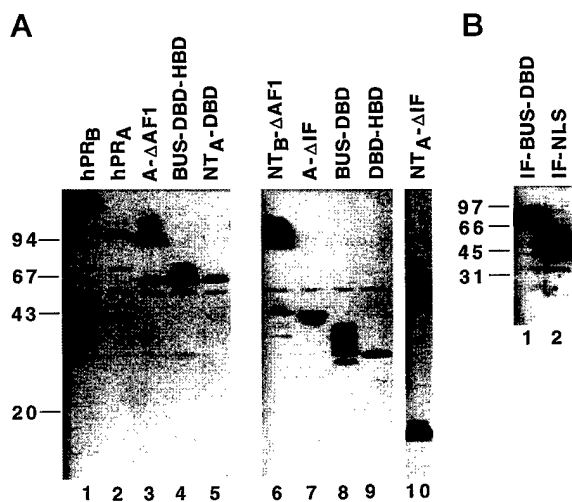 A
B
hPRB
hPRA
A-ΔAF1
BUS-DBD-HBD
NTA-DBD
NTB-ΔAF1
A-ΔIF
BUS-DBD
DBD-HBD
NTA-ΔIF
IF-BUS-DBD
IF-NLS
94
67
43
20
97
66
45
31
1 2 3 4 5
6 7 8 9 10
1 2